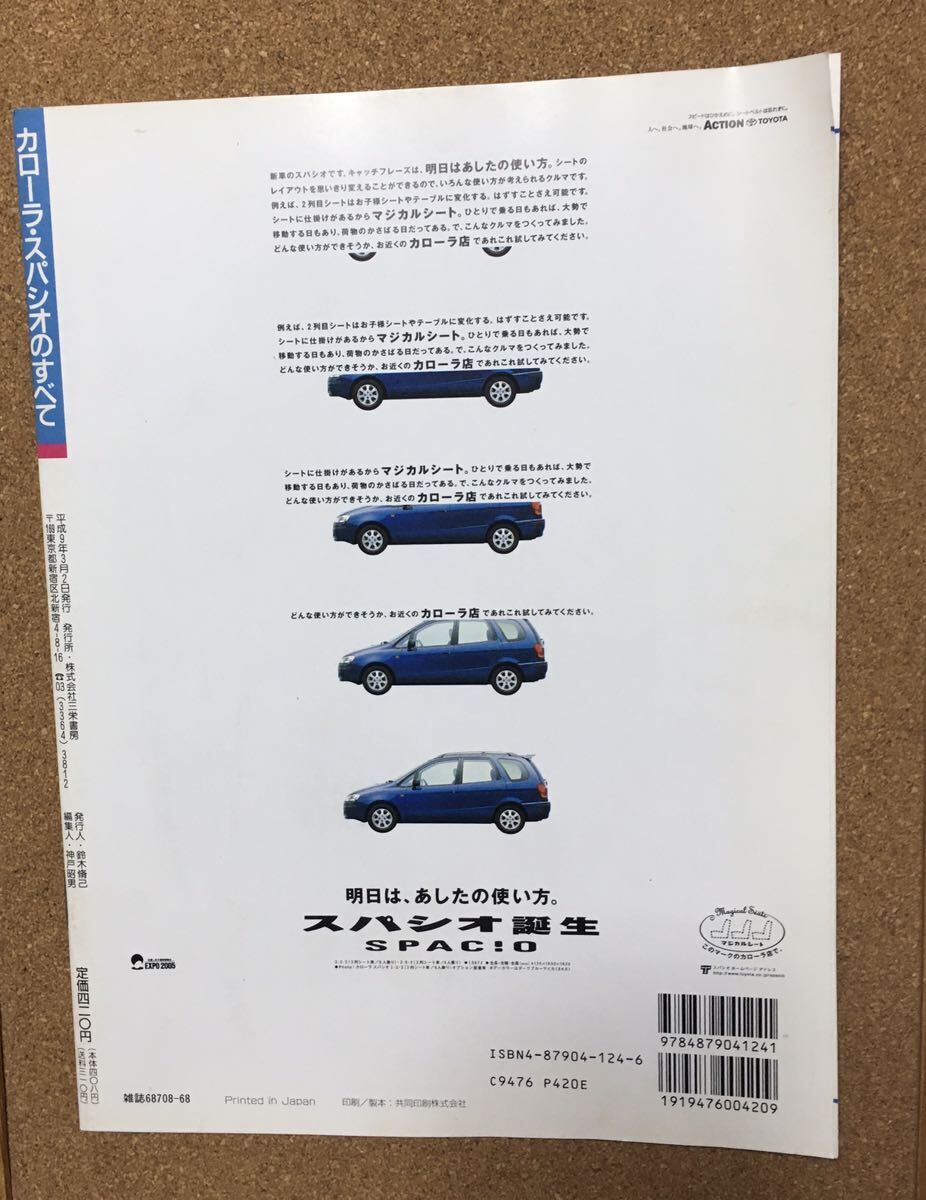 カローラ・スパシオのすべて
平成9年3月2日発行 発行所・株式会社三栄書房
〒169東京都新宿区北新宿4-8-16 ☎03(3364)3812
発行人・鈴木脩己
編集人・神戸昭男
定価四二〇円
(本体四〇八円)
(送料三一〇円)
スピードはひかえめに。シートベルトは忘れずに。
人へ。社会へ。地球へ。 ACTION TOYOTA
新車のスパシオです。キャッチフレーズは、明日はあしたの使い方。シートの
レイアウトを思いきり変えることができるので、いろんな使い方が考えられるクルマです。
例えば、2列目シートはお子様シートやテーブルに変化する。はずすことさえ可能です。
シートに仕掛けがあるからマジカルシート。ひとりで乗る日もあれば、大勢で
移動する日もあり、荷物のかさばる日だってある。で、こんなクルマをつくってみました。
どんな使い方ができそうか、お近くのカローラ店であれこれ試してみてください。
例えば、2列目シートはお子様シートやテーブルに変化する。はずすことさえ可能です。
シートに仕掛けがあるからマジカルシート。ひとりで乗る日もあれば、大勢で
移動する日もあり、荷物のかさばる日だってある。で、こんなクルマをつくってみました。
どんな使い方ができそうか、お近くのカローラ店であれこれ試してみてください。
シートに仕掛けがあるからマジカルシート。ひとりで乗る日もあれば、大勢で
移動する日もあり、荷物のかさばる日だってある。で、こんなクルマをつくってみました。
どんな使い方ができそうか、お近くのカローラ店であれこれ試してみてください。
どんな使い方ができそうか、お近くのカローラ店であれこれ試してみてください。
明日は、あしたの使い方。
スパシオ誕生
SPAC!O
EXPO 2005
Magical Seats
マジカルシート
このマークのカローラ店で。
スパシオ ホームページ アドレス
http://www.toyota.co.jp/spacio
ISBN4-87904-124-6
C9476 P420E
9784879041241
1919476004209
雑誌68708-68
Printed in Japan
印刷/製本:共同印刷株式会社